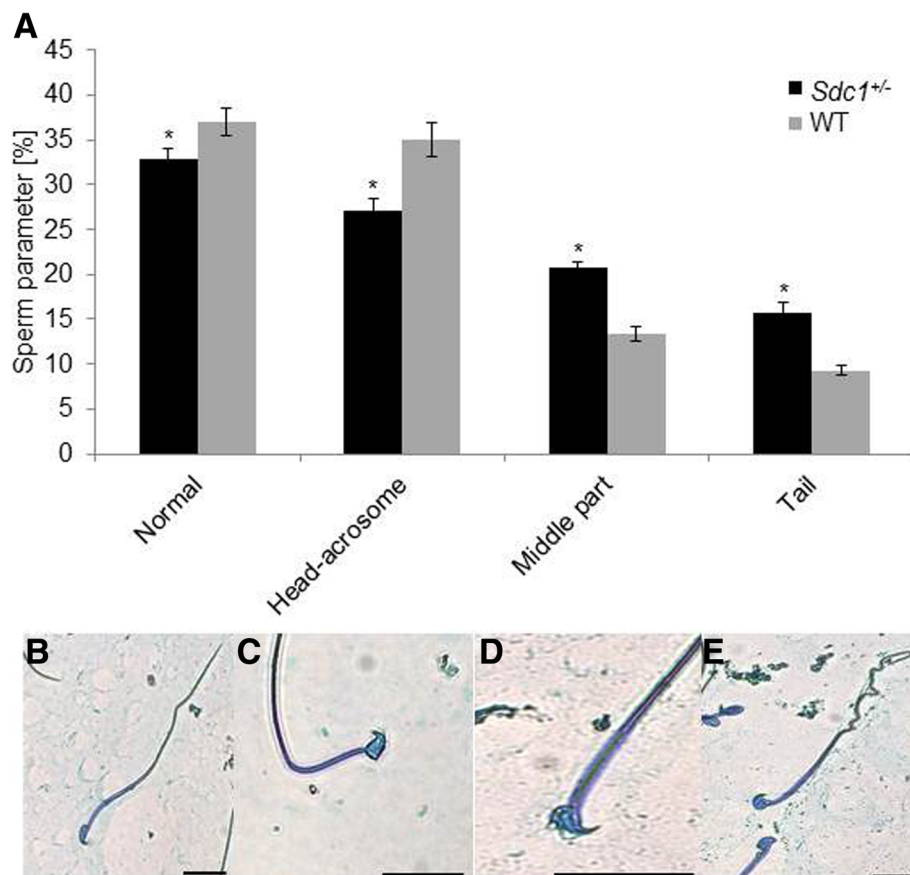 A
45
40
35
30
25
20
15
10
5
0
Sperm parameter [%]
Sdc1+/-
WT
*
*
*
*
Normal
Head-acrosome
Middle part
Tail
B
C
D
E